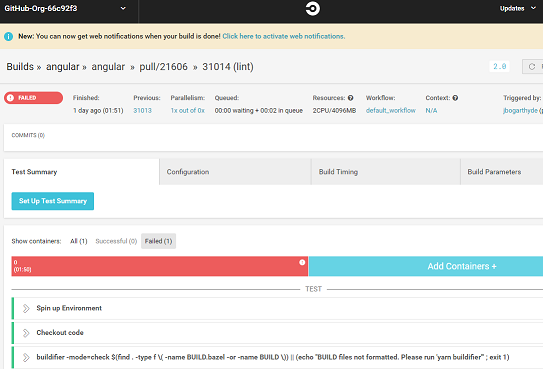 GitHub-Org-66c92f3
Updates
New: You can now get web notifications when your build is done! Click here to activate web notifications.
Builds » angular » angular » pull/21606 » 31014 (lint)
2.0
FAILED
Finished: Previous: Parallelism: Queued: Resources: Workflow: Context: Triggered by:
1 day ago (01:51) 31013 1x out of 0x 00:00 waiting + 00:02 in queue 2CPU/4096MB default_workflow N/A jbogarthyde
COMMITS (0)
Test Summary Configuration Build Timing Build Parameters
Set Up Test Summary
Show containers: All (1) Successful (0) Failed (1)
0
(01:50)
Add Containers +
TEST
Spin up Environment
Checkout code
buildifier -mode=check $(find . -type f \( -name BUILD.bazel -or -name BUILD \)) || (echo "BUILD files not formatted. Please run 'yarn buildifier'" ; exit 1)